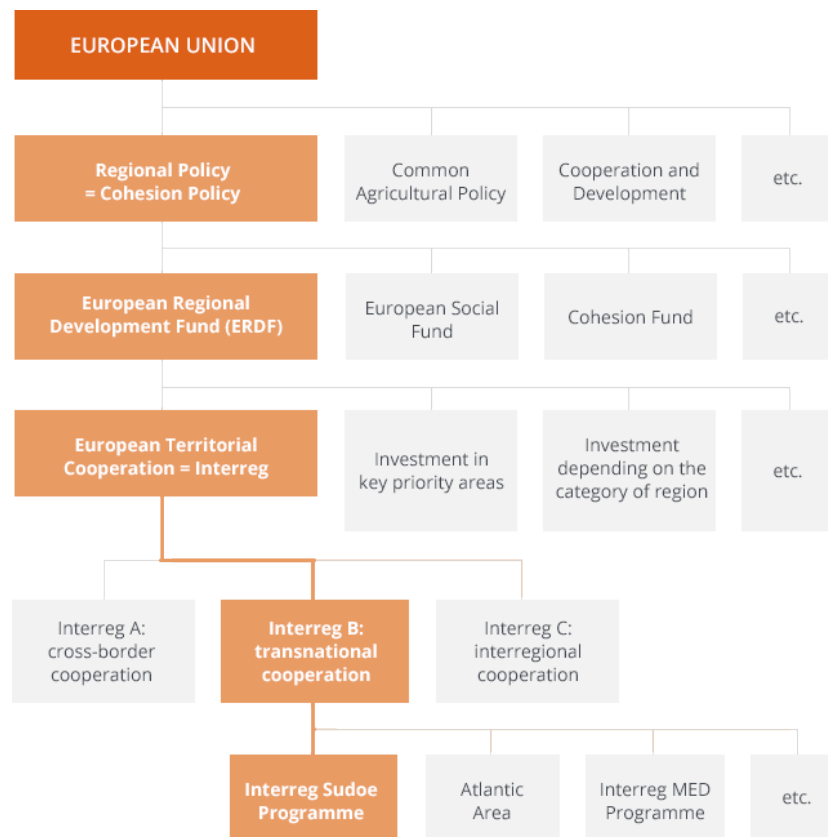 EUROPEAN UNION
Regional Policy
= Cohesion Policy
Common
Agricultural Policy
Cooperation and
Development
etc.
European Regional
Development Fund (ERDF)
European Social
Fund
Cohesion Fund
etc.
European Territorial
Cooperation = Interreg
Investment in
key priority areas
Investment
depending on the
category of region
etc.
Interreg A:
cross-border
cooperation
Interreg B:
transnational
cooperation
Interreg C:
interregional
cooperation
Interreg Sudoe
Programme
Atlantic
Area
Interreg MED
Programme
etc.